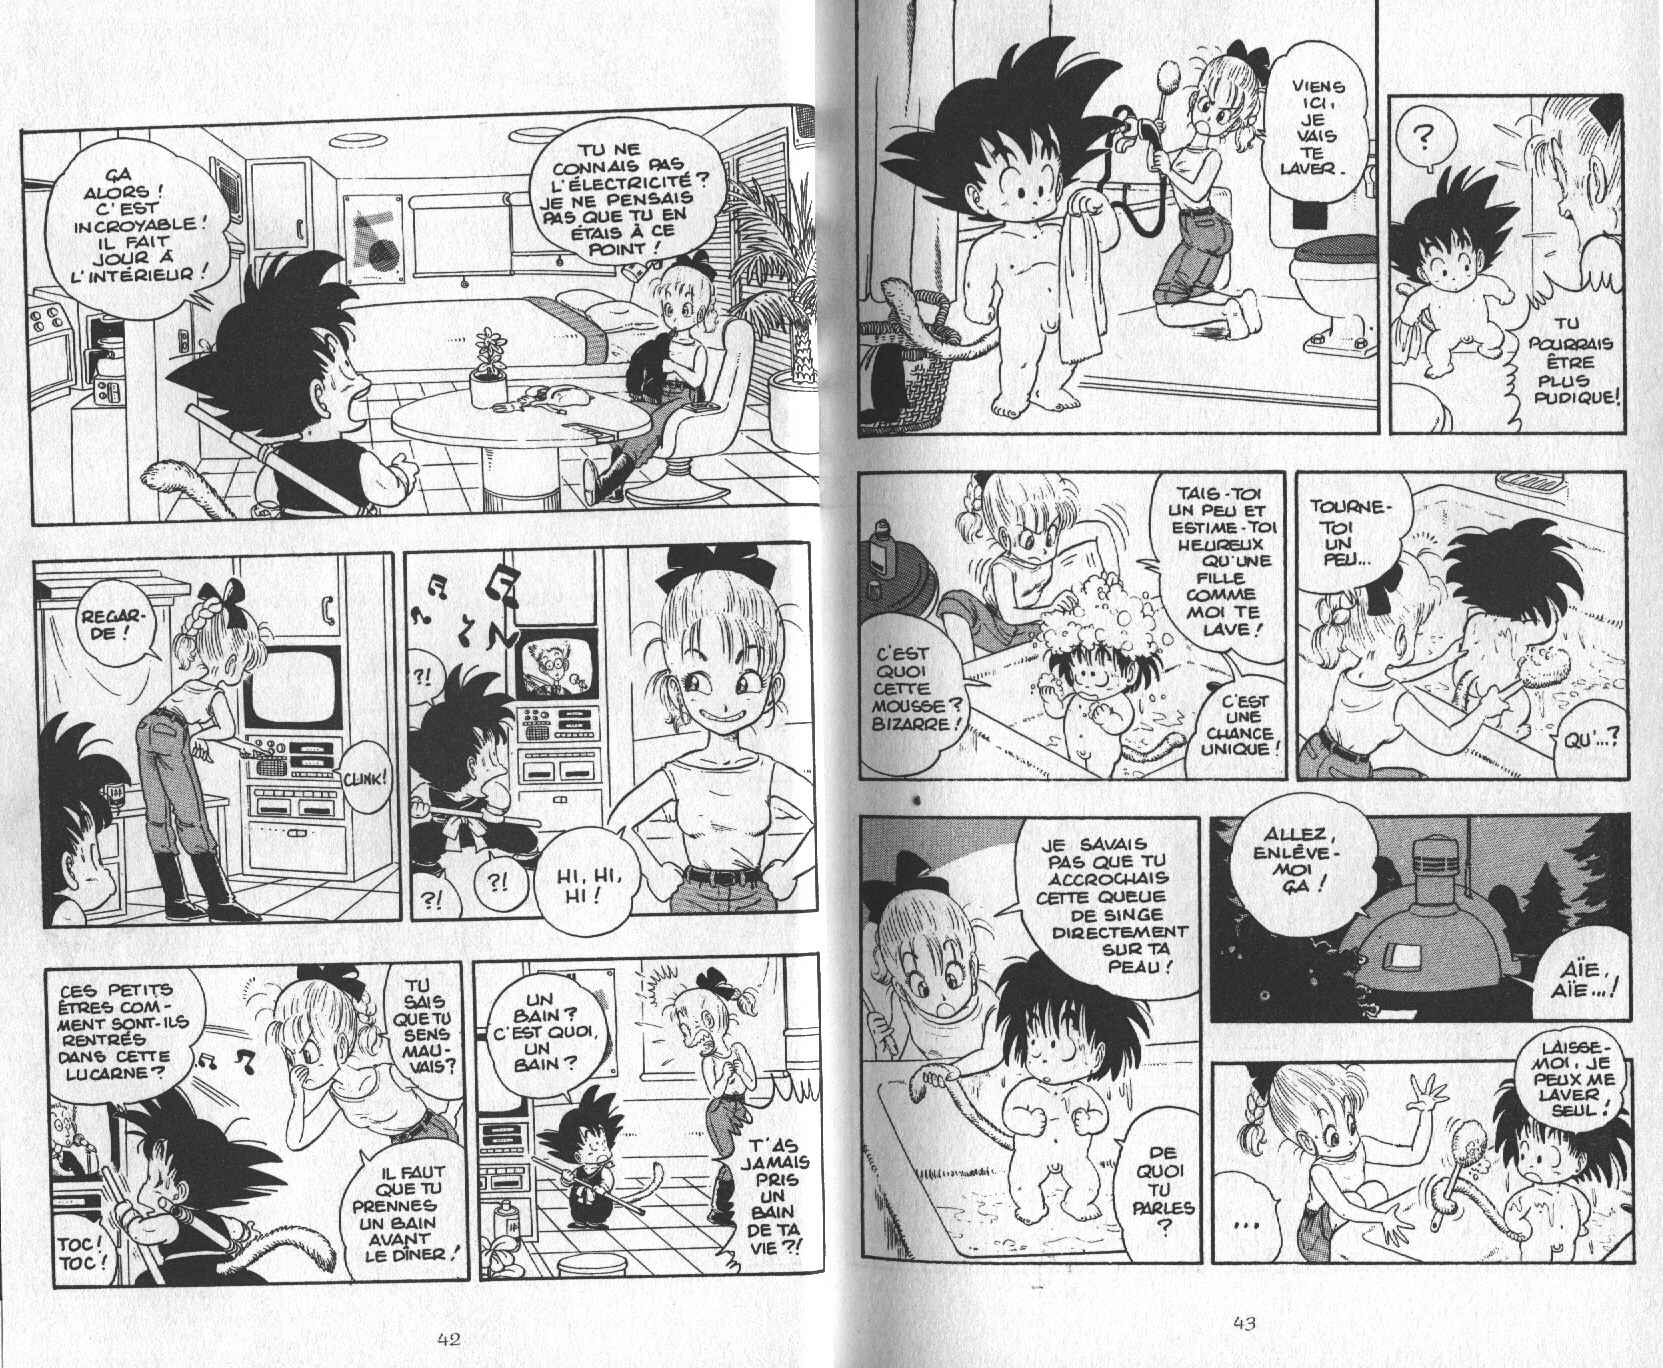 ÇA
ALORS !
C'EST
INCROYABLE !
IL FAIT
JOUR À
L'INTÉRIEUR !
TU NE
CONNAIS PAS
L'ÉLECTRICITÉ ?
JE NE PENSAIS
PAS QUE TU EN
ÉTAIS À CE
POINT !
REGAR-
DE !
CLINK!
?!
?!
?!
HI, HI,
HI !
CES PETITS
ÊTRES COM-
MENT SONT-ILS
RENTRÉS
DANS CETTE
LUCARNE ?
TU
SAIS
QUE TU
SENS
MAU-
VAIS ?
TOC !
TOC !
IL FAUT
QUE TU
PRENNES
UN BAIN
AVANT
LE DÎNER !
UN
BAIN ?
C'EST QUOI,
UN
BAIN ?
T'AS
JAMAIS
PRIS
UN
BAIN
DE TA
VIE ?!
42
VIENS
ICI,
JE
VAIS
TE
LAVER.
?
TU
POURRAIS
ÊTRE
PLUS
PUDIQUE!
C'EST
QUOI
CETTE
MOUSSE ?
BIZARRE !
TAIS-TOI
UN PEU ET
ESTIME-TOI
HEUREUX
QU'UNE
FILLE
COMME
MOI TE
LAVE !
C'EST
UNE
CHANCE
UNIQUE !
TOURNE-
TOI
UN
PEU...
QU'...?
JE SAVAIS
PAS QUE TU
ACCROCHAIS
CETTE QUEUE
DE SINGE
DIRECTEMENT
SUR TA
PEAU !
DE
QUOI
TU
PARLES
?
ALLEZ,
ENLÈVE-
MOI
ÇA !
AÏE,
AÏE...!
LAISSE-
MOI, JE
PEUX ME
LAVER
SEUL !
...
43